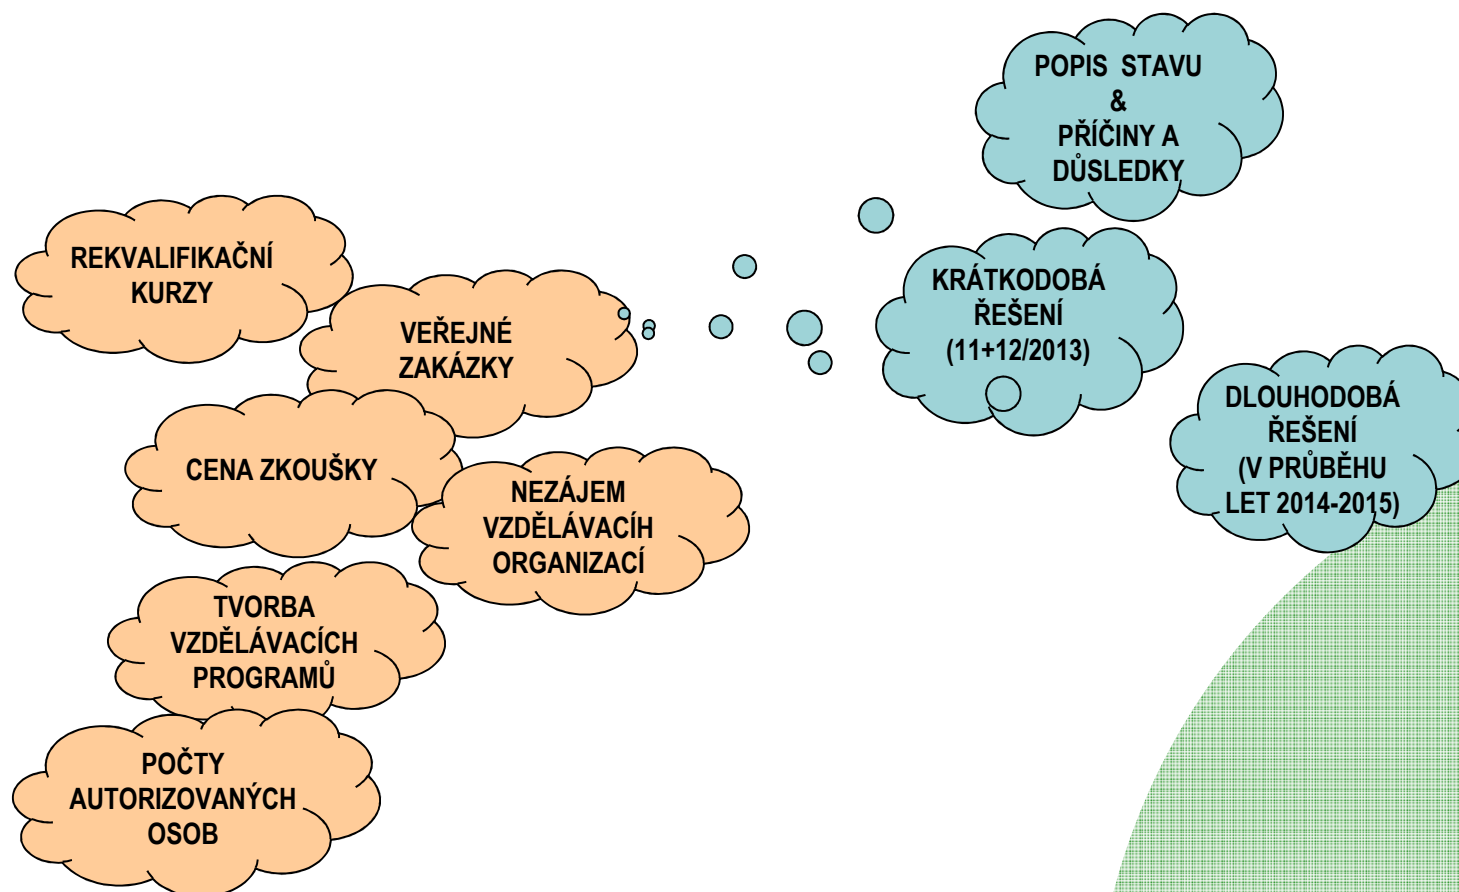 POPIS STAVU
&
PŘÍČINY A
DŮSLEDKY
REKVALIFIKAČNÍ
KURZY
VEŘEJNÉ
ZAKÁZKY
KRÁTKODOBÁ
ŘEŠENÍ
(11+12/2013)
DLOUHODOBÁ
ŘEŠENÍ
(V PRŮBĚHU
LET 2014-2015)
CENA ZKOUŠKY
NEZÁJEM
VZDĚLÁVACÍH
ORGANIZACÍ
TVORBA
VZDĚLÁVACÍCH
PROGRAMŮ
POČTY
AUTORIZOVANÝCH
OSOB